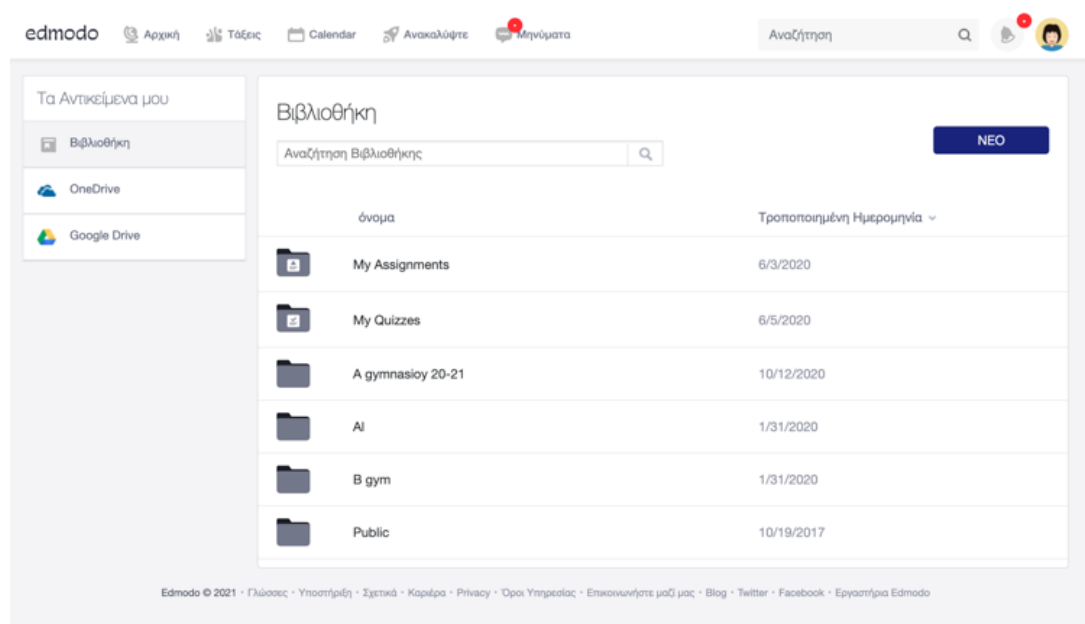 edmodo Αρχική Τάξεις Calendar Ανακαλύψτε Μηνύματα Αναζήτηση
Τα Αντικείμενα μου
Βιβλιοθήκη
OneDrive
Google Drive
Βιβλιοθήκη
Αναζήτηση Βιβλιοθήκης
ΝΕΟ
όνομα Τροποποιημένη Ημερομηνία
My Assignments 6/3/2020
My Quizzes 6/5/2020
A gymnasioy 20-21 10/12/2020
AI 1/31/2020
B gym 1/31/2020
Public 10/19/2017
Edmodo © 2021 · Γλώσσες · Υποστήριξη · Σχετικά · Καριέρα · Privacy · Όροι Υπηρεσίας · Επικοινωνήστε μαζί μας · Blog · Twitter · Facebook · Εργαστήρια Edmodo